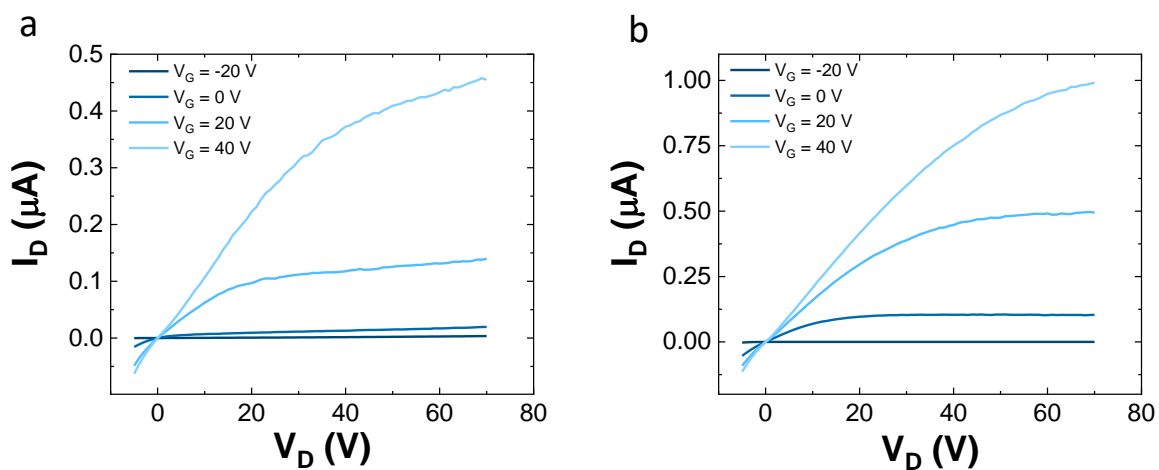 a
0.5
0.4
0.3
0.2
0.1
0.0
I_D (μA)
V_G = -20 V
V_G = 0 V
V_G = 20 V
V_G = 40 V
0 20 40 60 80
V_D (V)
b
1.00
0.75
0.50
0.25
0.00
I_D (μA)
V_G = -20 V
V_G = 0 V
V_G = 20 V
V_G = 40 V
0 20 40 60 80
V_D (V)